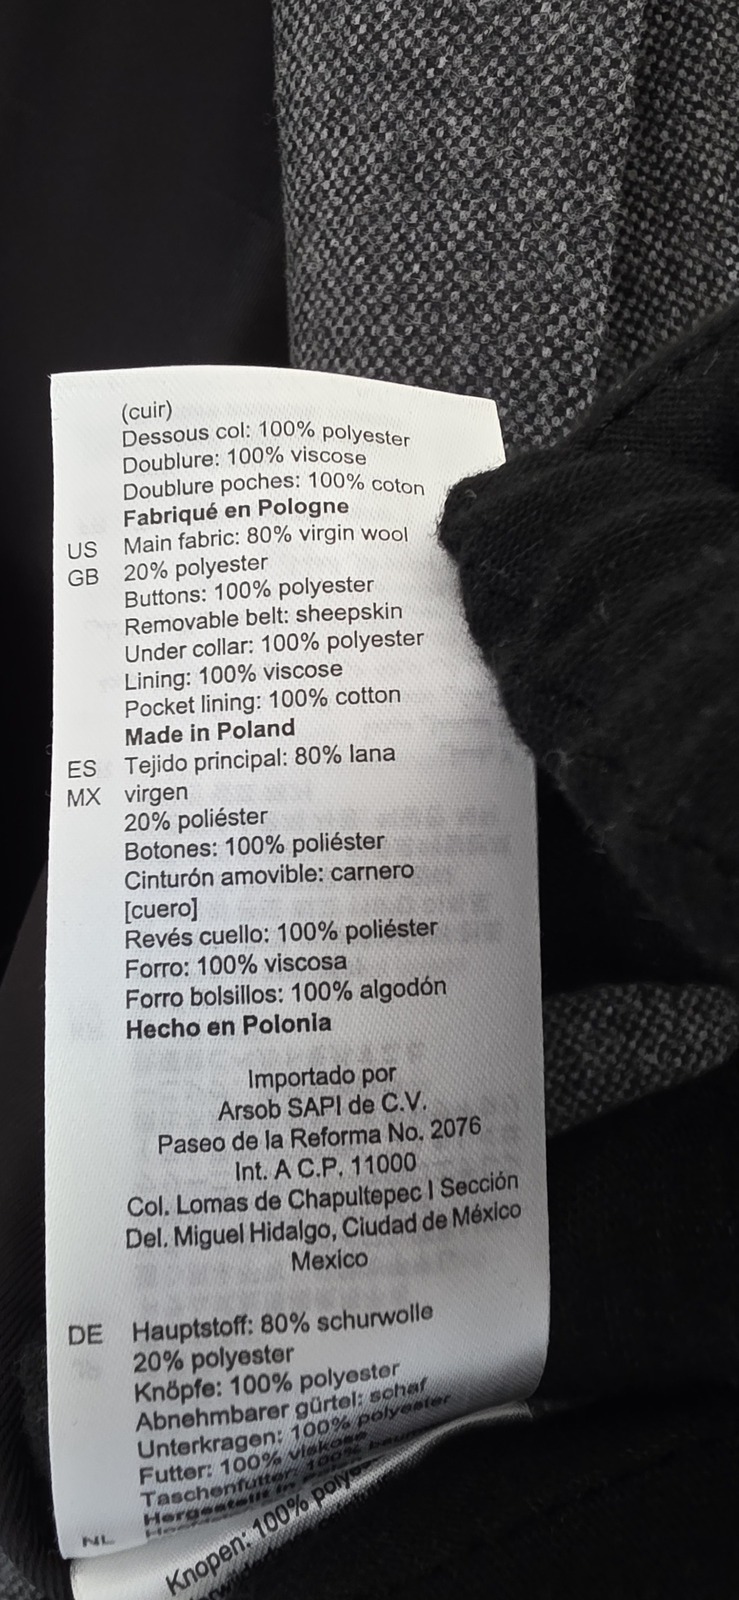 (cuir)
Dessous col: 100% polyester
Doublure: 100% viscose
Doublure poches: 100% coton
Fabriqué en Pologne
US Main fabric: 80% virgin wool
GB 20% polyester
Buttons: 100% polyester
Removable belt: sheepskin
Under collar: 100% polyester
Lining: 100% viscose
Pocket lining: 100% cotton
Made in Poland
ES Tejido principal: 80% lana
MX virgen
20% poliéster
Botones: 100% poliéster
Cinturón amovible: carnero
[cuero]
Revés cuello: 100% poliéster
Forro: 100% viscosa
Forro bolsillos: 100% algodón
Hecho en Polonia
Importado por
Arsob SAPI de C.V.
Paseo de la Reforma No. 2076
Int. A C.P. 11000
Col. Lomas de Chapultepec I Sección
Del. Miguel Hidalgo, Ciudad de México
Mexico
DE Hauptstoff: 80% schurwolle
20% polyester
Knöpfe: 100% polyester
Abnehmbarer gürtel: schaf
Unterkragen: 100% polyester
Futter: 100% viskose
Taschenfutter: 100%
Hergestellt in
NL
Knopen: 100%